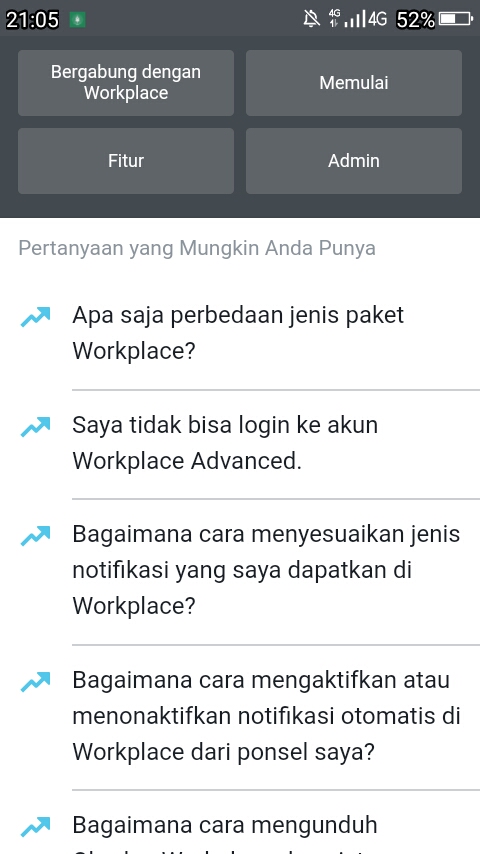 21:05
4G
4G
52%
Bergabung dengan
Workplace
Memulai
Fitur
Admin
Pertanyaan yang Mungkin Anda Punya
Apa saja perbedaan jenis paket
Workplace?
Saya tidak bisa login ke akun
Workplace Advanced.
Bagaimana cara menyesuaikan jenis
notifikasi yang saya dapatkan di
Workplace?
Bagaimana cara mengaktifkan atau
menonaktifkan notifikasi otomatis di
Workplace dari ponsel saya?
Bagaimana cara mengunduh